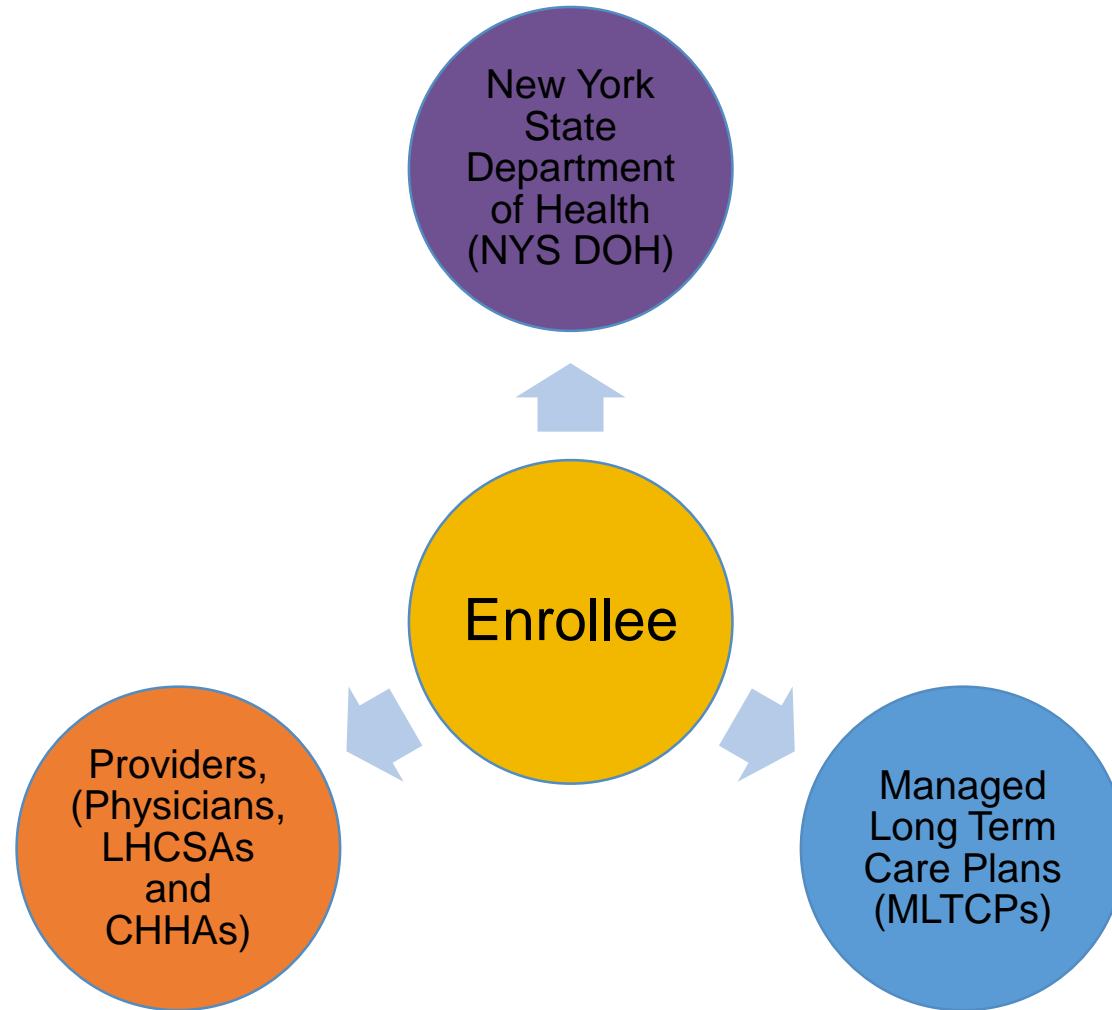 New York
State
Department
of Health
(NYS DOH)
Enrollee
Providers,
(Physicians,
LHCSAs
and
CHHAs)
Managed
Long Term
Care Plans
(MLTCPs)